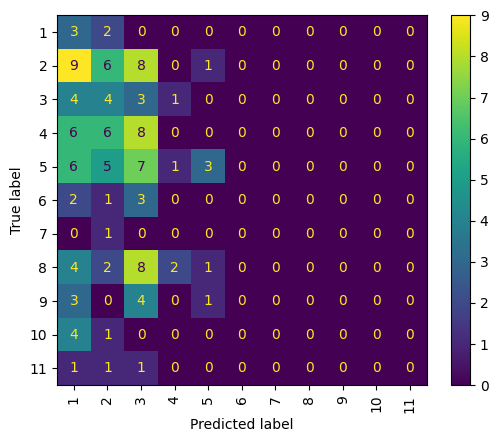 9
1 3 2 0 0 0 0 0 0 0 0 0
2 9 6 8 0 1 0 0 0 0 0 0 8
3 4 4 3 1 0 0 0 0 0 0 0 7
4 6 6 8 0 0 0 0 0 0 0 0 6
5 6 5 7 1 3 0 0 0 0 0 0 5
6 2 1 3 0 0 0 0 0 0 0 0 4
7 0 1 0 0 0 0 0 0 0 0 0
8 4 2 8 2 1 0 0 0 0 0 0 3
9 3 0 4 0 1 0 0 0 0 0 0 2
10 4 1 0 0 0 0 0 0 0 0 0 1
11 1 1 1 0 0 0 0 0 0 0 0
0
1 2 3 4 5 6 7 8 9 10 11
True label
Predicted label